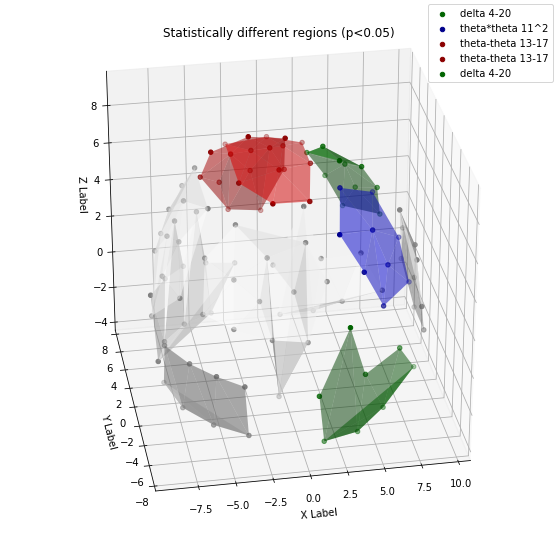 delta 4-20
theta*theta 11^2
theta-theta 13-17
theta-theta 13-17
delta 4-20
Statistically different regions (p<0.05)
8
6
4
2
0
−2
−4
Z Label
8
6
4
2
0
−2
−4
−6
−8
Y Label
−7.5
−5.0
−2.5
0.0
2.5
5.0
7.5
10.0
X Label